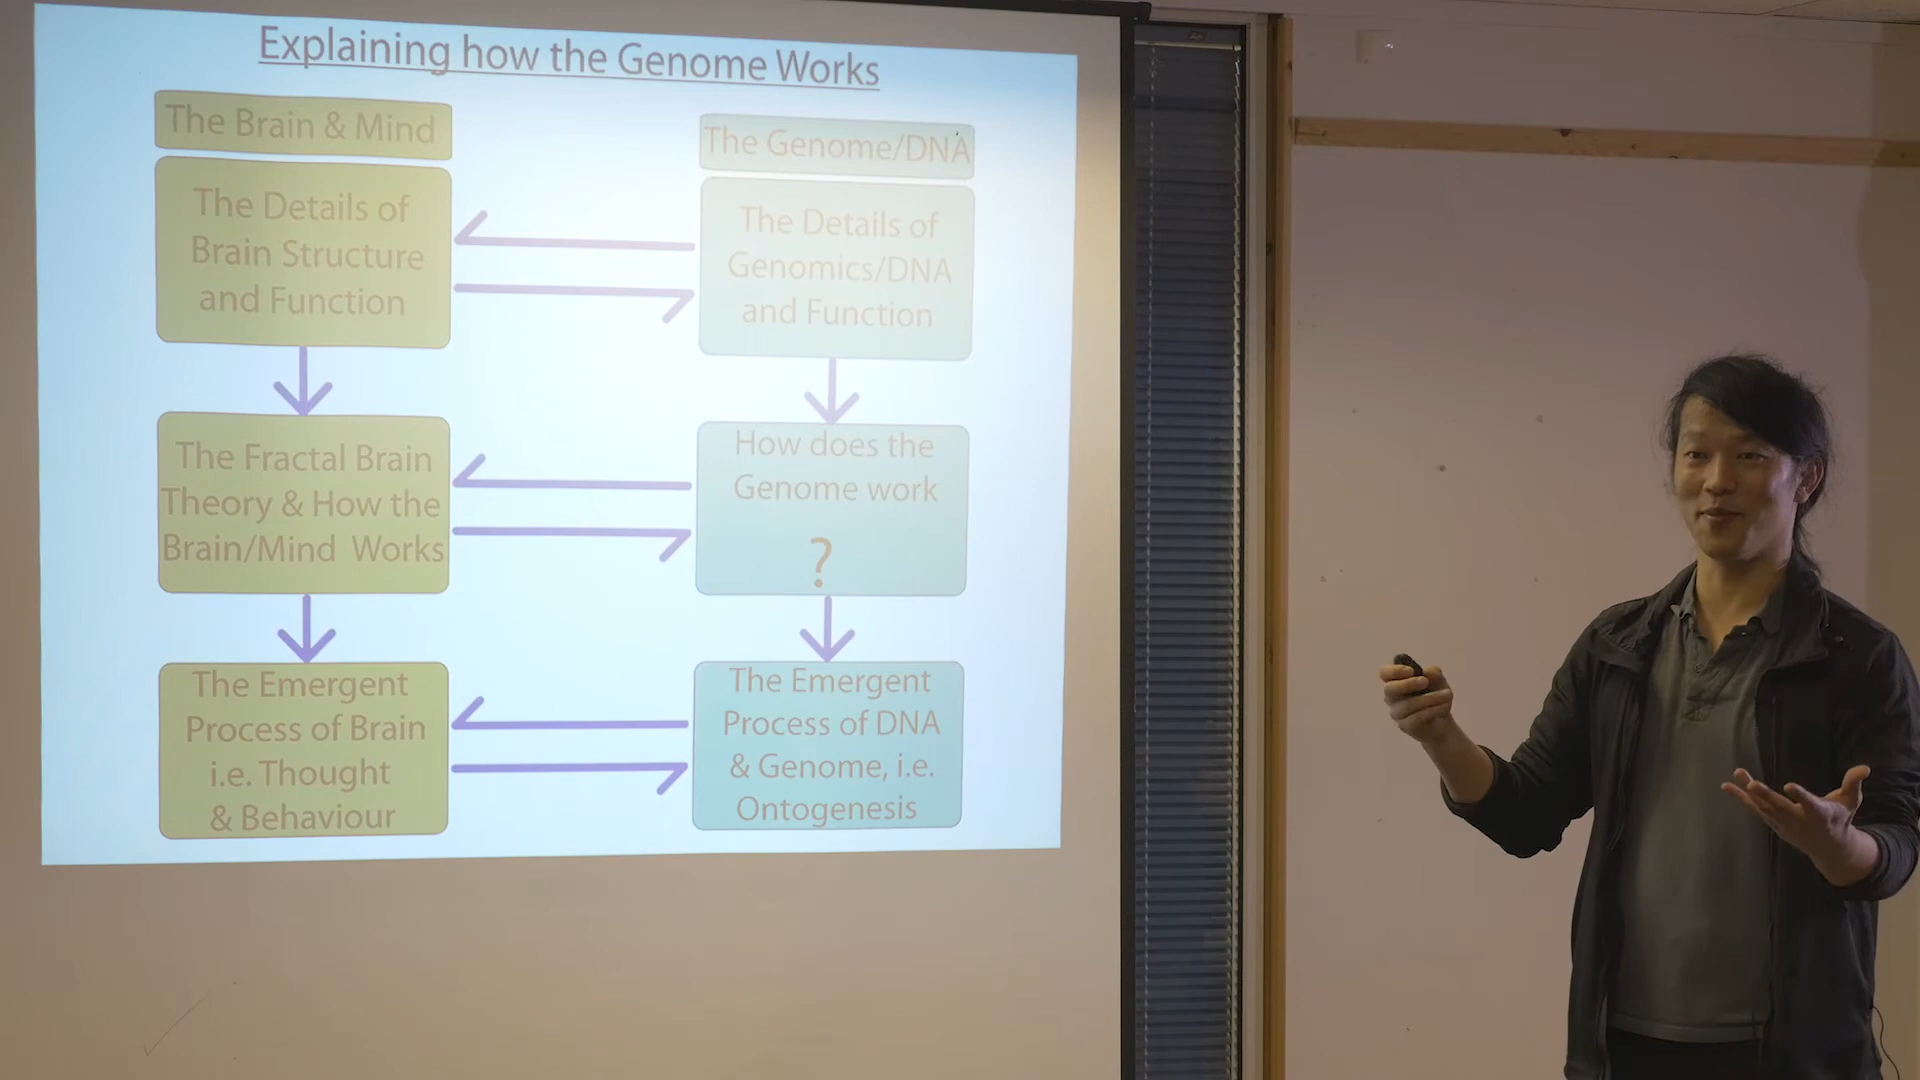 Explaining how the Genome Works
The Brain & Mind
The Details of
Brain Structure
and Function
The Fractal Brain
Theory & How the
Brain/Mind Works
The Emergent
Process of Brain
i.e. Thought
& Behaviour
The Genome/DNA
The Details of
Genomics/DNA
and Function
How does the
Genome work
?
The Emergent
Process of DNA
& Genome, i.e.
Ontogenesis